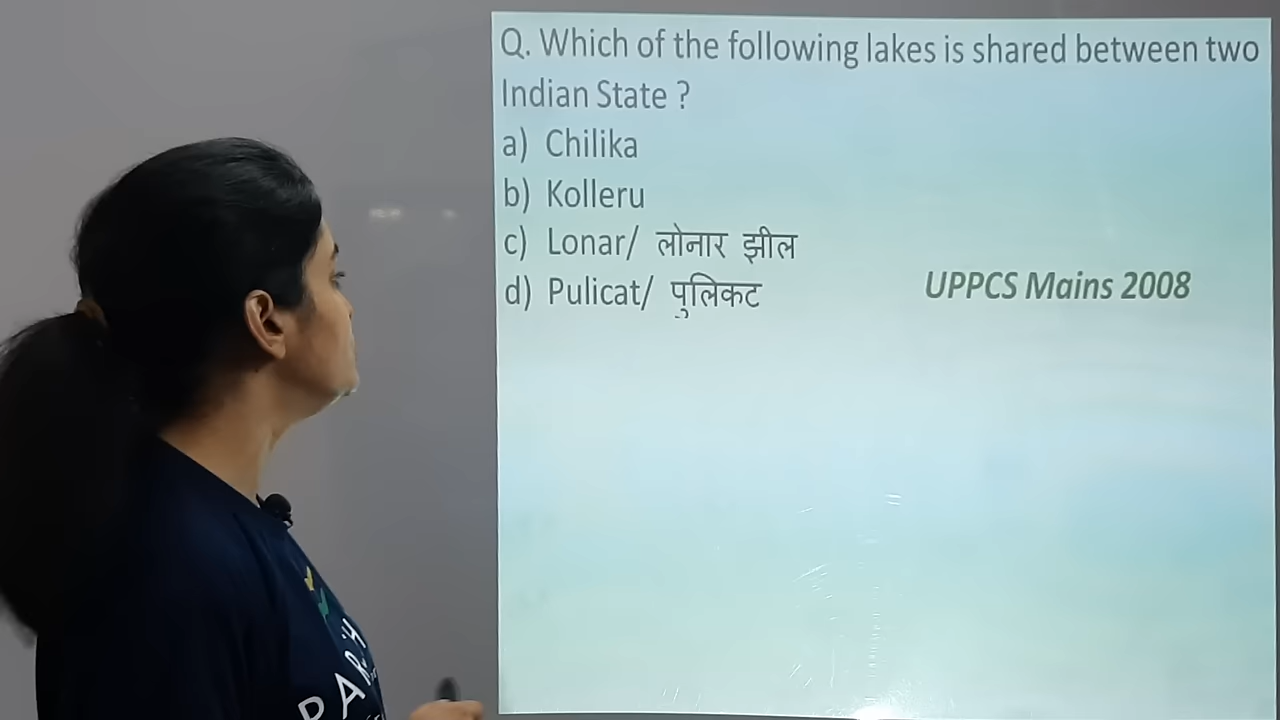 Q. Which of the following lakes is shared between two
Indian State ?
a) Chilika
b) Kolleru
c) Lonar/ लोनार झील
d) Pulicat/ पुलिकट
UPPCS Mains 2008